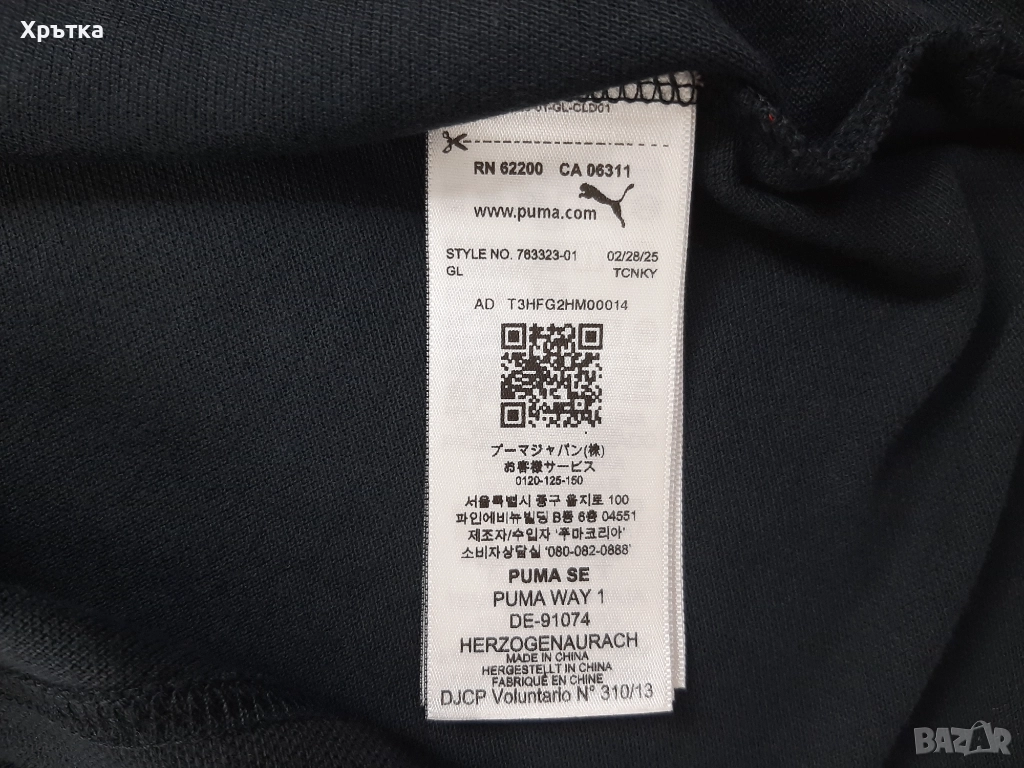 Хрътка
-GL-CLD01
RN 62200 CA 06311
www.puma.com
STYLE NO. 763323-01 02/28/25
GL TCNKY
AD T3HFG2HM00014
プーマジャパン(株)
お客様サービス
0120-125-150
서울특별시 중구 을지로 100
파인에비뉴빌딩 B동 6층 04551
제조자/수입자 '푸마코리아'
소비자상담실 '080-082-0888'
PUMA SE
PUMA WAY 1
DE-91074
HERZOGENAURACH
MADE IN CHINA
HERGESTELLT IN CHINA
FABRIQUÉ EN CHINE
DJCP Voluntario N° 310/13
BAZAR